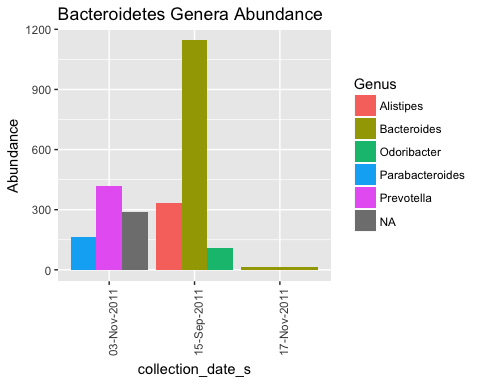 Bacteroidetes Genera Abundance
1200
900
600
300
0
Abundance
03-Nov-2011
15-Sep-2011
17-Nov-2011
collection_date_s
Genus
Alistipes
Bacteroides
Odoribacter
Parabacteroides
Prevotella
NA